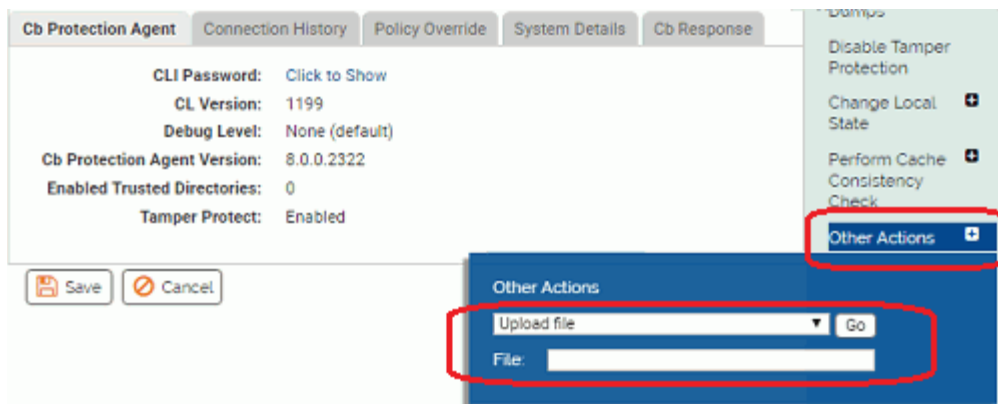 Cb Protection Agent Connection History Policy Override System Details Cb Response
CLI Password: Click to Show
CL Version: 1199
Debug Level: None (default)
Cb Protection Agent Version: 8.0.0.2322
Enabled Trusted Directories: 0
Tamper Protect: Enabled
Save Cancel
Dumps
Disable Tamper
Protection
Change Local
State
Perform Cache
Consistency
Check
Other Actions
Other Actions
Upload file Go
File: